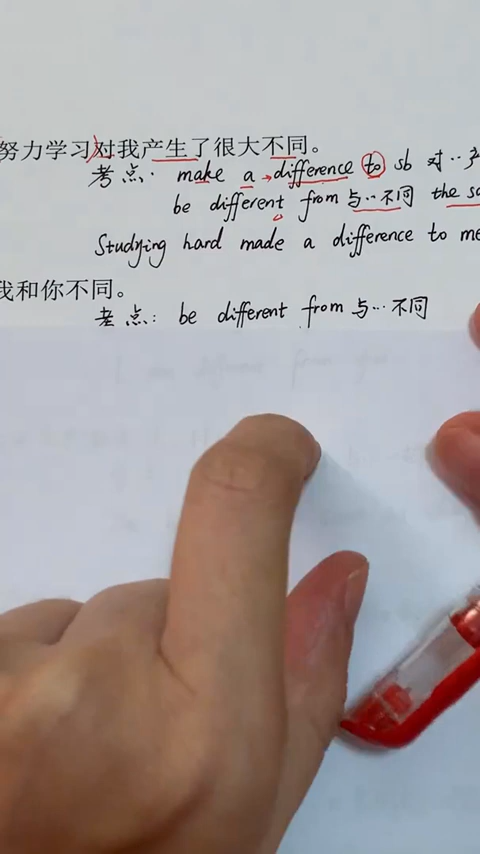 努力学习对我产生了很大不同。
考点: make a difference to sb 对··
be different from 与··不同 the
Studying hard made a difference to me
我和你不同。
考点: be different from 与…不同